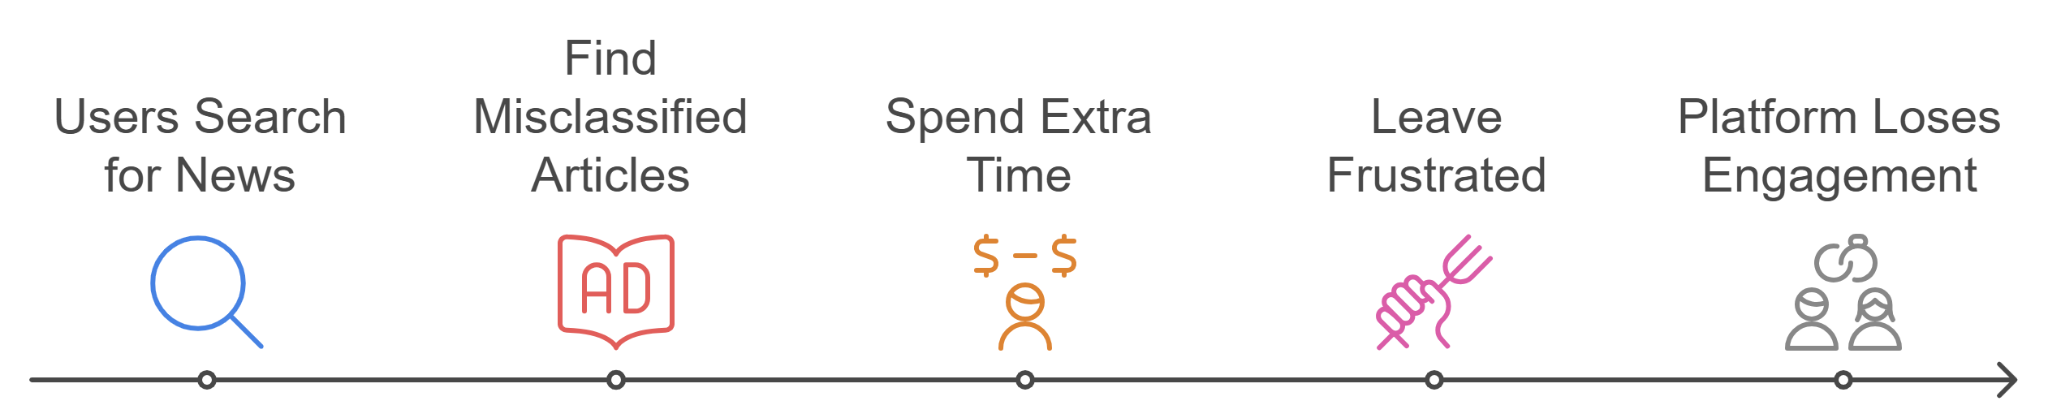 Users Search
for News
Find
Misclassified
Articles
AD
Spend Extra
Time
$ - $
Leave
Frustrated
Platform Loses
Engagement